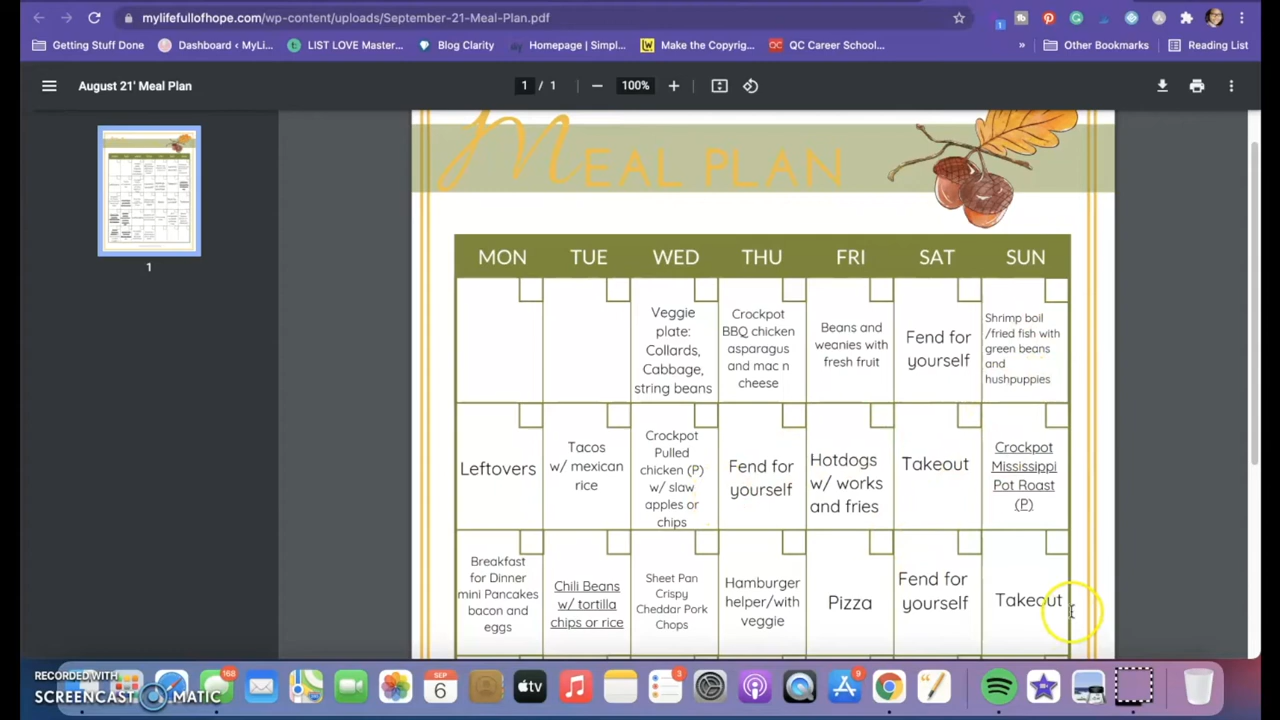 mylifefullofhope.com/wp-content/uploads/September-21-Meal-Plan.pdf
1
Getting Stuff Done
Dashboard ‹ MyLi...
LIST LOVE Master...
Blog Clarity
Homepage | Simpl...
Make the Copyrig...
QC Career School...
»
Other Bookmarks
Reading List
August 21' Meal Plan
1 / 1
100%
1
MEAL PLAN
MON TUE WED THU FRI SAT SUN
Veggie
plate:
Collards,
Cabbage,
string beans
Crockpot
BBQ chicken
asparagus
and mac n
cheese
Beans and
weanies with
fresh fruit
Fend for
yourself
Shrimp boil
/fried fish with
green beans
and
hushpuppies
Leftovers
Tacos
w/ mexican
rice
Crockpot
Pulled
chicken (P)
w/ slaw
apples or
chips
Fend for
yourself
Hotdogs
w/ works
and fries
Takeout
Crockpot
Mississippi
Pot Roast
(P)
Breakfast
for Dinner
mini Pancakes
bacon and
eggs
Chili Beans
w/ tortilla
chips or rice
Sheet Pan
Crispy
Cheddar Pork
Chops
Hamburger
helper/with
veggie
Pizza
Fend for
yourself
Takeout
RECORDED WITH
SCREENCAST MATIC
168
SEP
6
tv
3
9